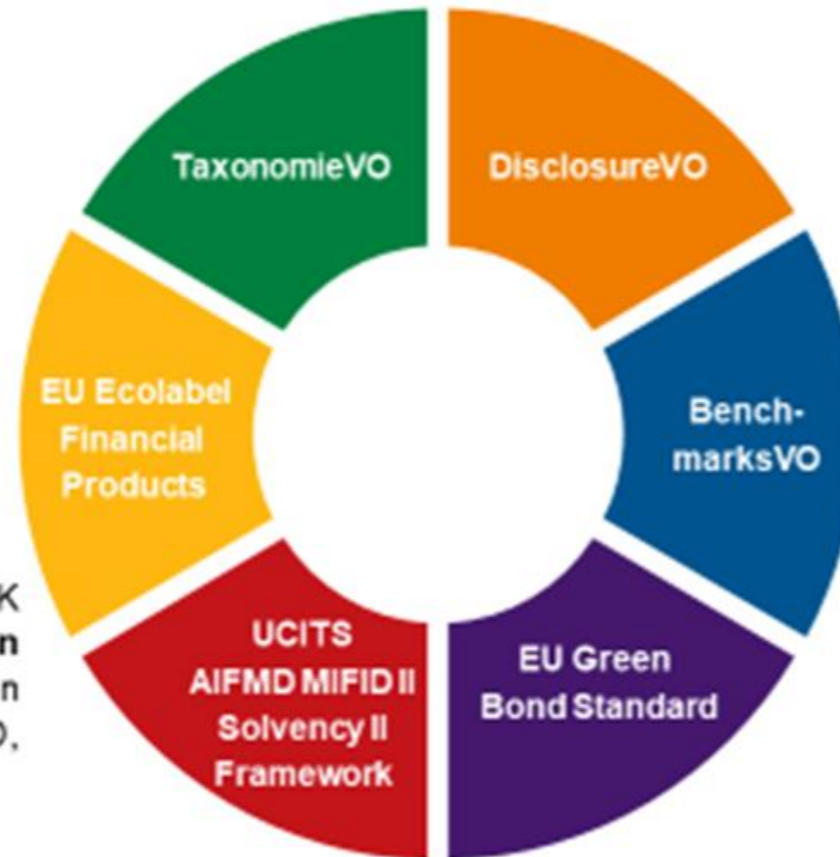 TaxonomieVO
DisclosureVO
Bench-
marksVO
EU Green
Bond Standard
UCITS
AIFMD MIFID II
Solvency II
Framework
EU Ecolabel
Financial
Products
K
n
n
),